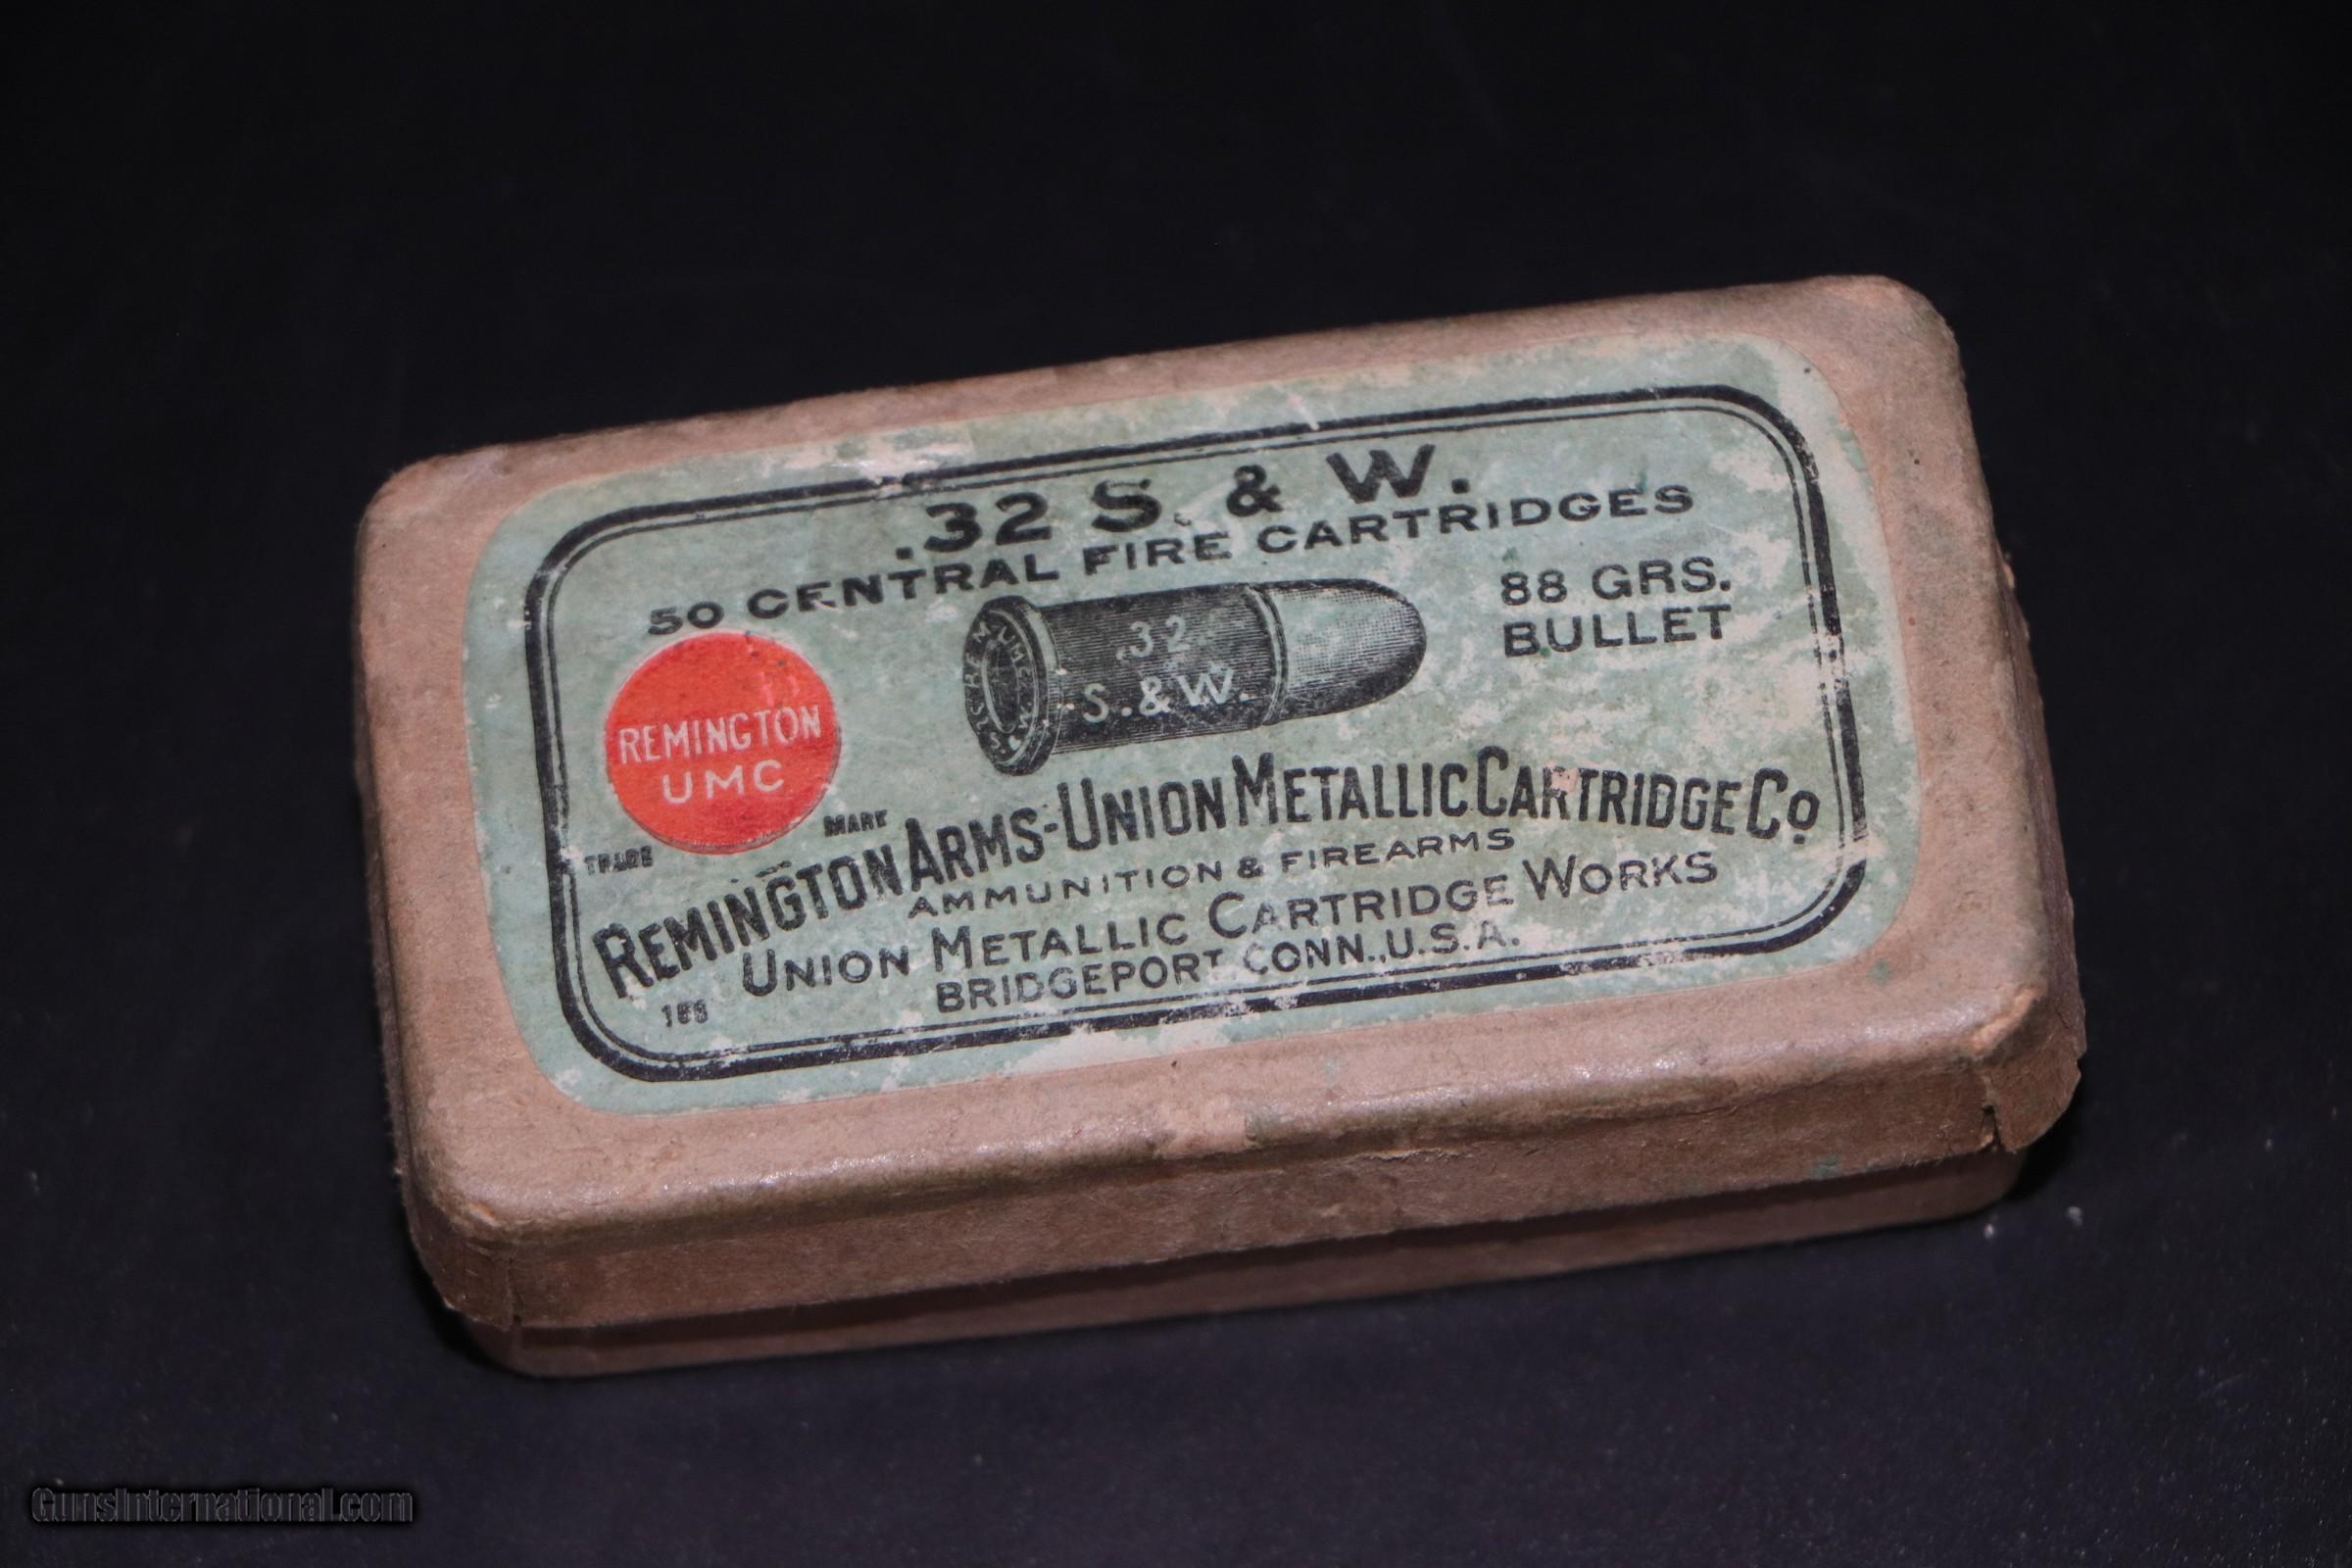 .32 S. & W.
50 CENTRAL FIRE CARTRIDGES
88 GRS.
BULLET
.32
S. & W.
REMINGTON
UMC
TRADE MARK
REMINGTON ARMS-UNION METALLIC CARTRIDGE CO
AMMUNITION & FIREARMS
UNION METALLIC CARTRIDGE WORKS
BRIDGEPORT CONN., U.S.A.
GunsInternational.com